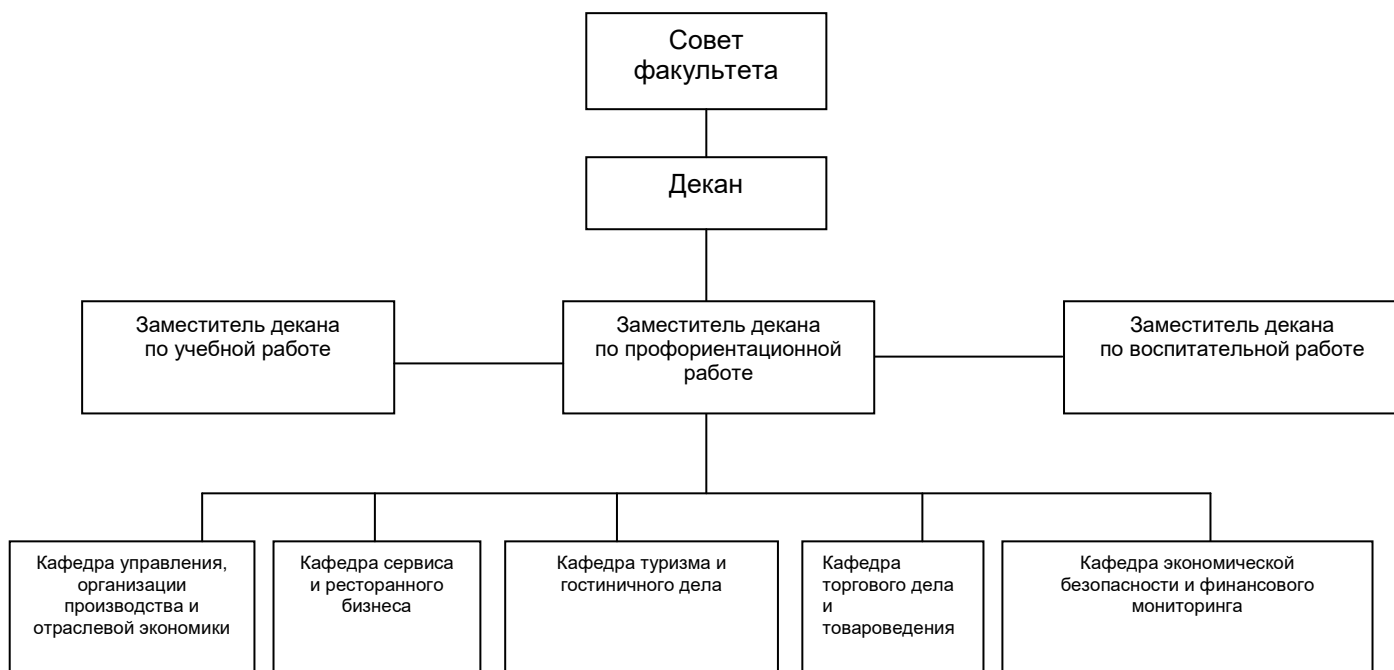 Совет
факультета
Декан
Заместитель декана
по учебной работе
Заместитель декана
по профориентационной
работе
Заместитель декана
по воспитательной работе
Кафедра управления,
организации
производства и
отраслевой экономики
Кафедра сервиса
и ресторанного
бизнеса
Кафедра туризма и
гостиничного дела
Кафедра
торгового дела
и
товароведения
Кафедра экономической
безопасности и финансового
мониторинга